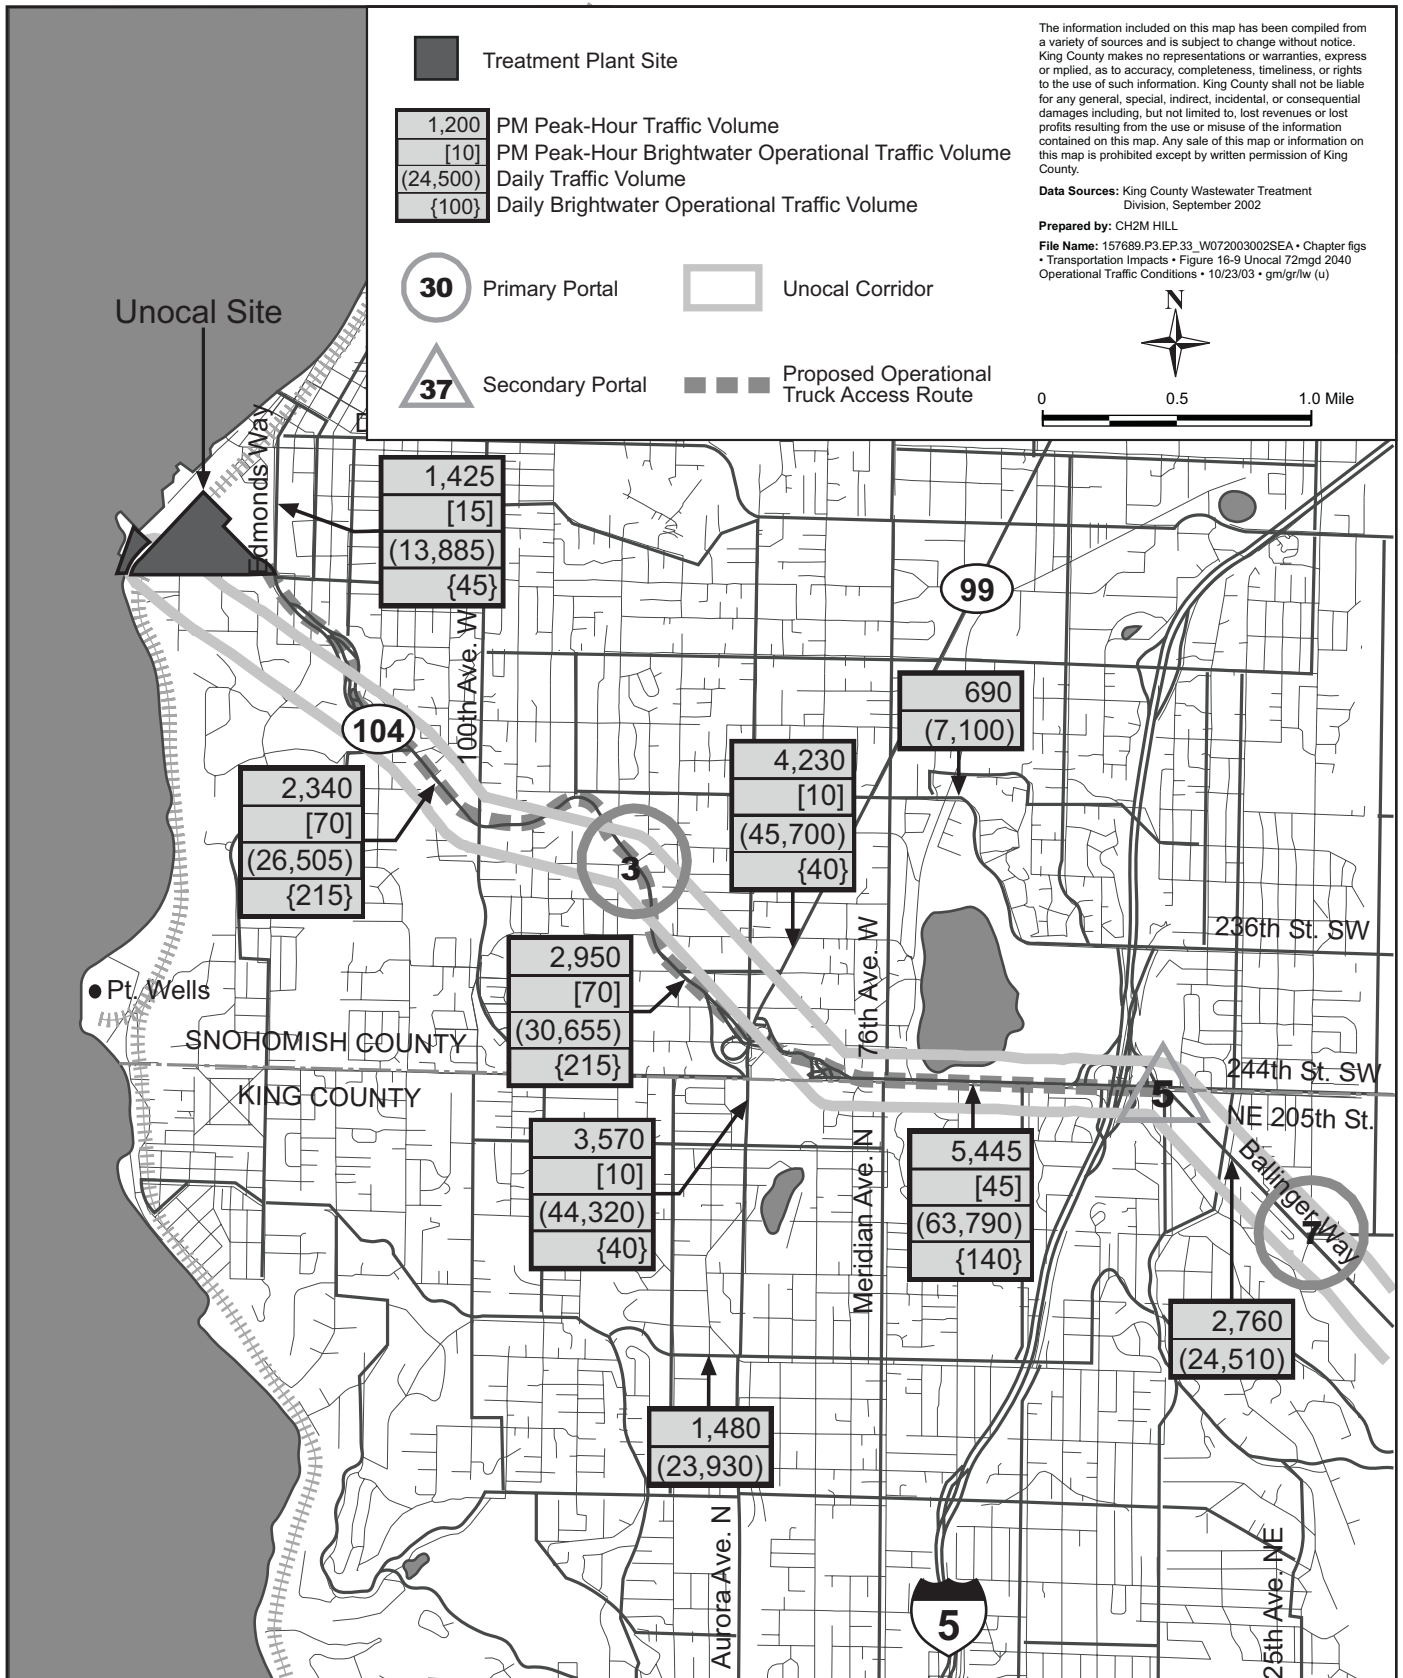 Treatment Plant Site
1,200 PM Peak-Hour Traffic Volume
[10] PM Peak-Hour Brightwater Operational Traffic Volume
(24,500) Daily Traffic Volume
{100} Daily Brightwater Operational Traffic Volume
30 Primary Portal
Unocal Corridor
37 Secondary Portal
Proposed Operational
Truck Access Route
The information included on this map has been compiled from
a variety of sources and is subject to change without notice.
King County makes no representations or warranties, express
or mplied, as to accuracy, completeness, timeliness, or rights
to the use of such information. King County shall not be liable
for any general, special, indirect, incidental, or consequential
damages including, but not limited to, lost revenues or lost
profits resulting from the use or misuse of the information
contained on this map. Any sale of this map or information on
this map is prohibited except by written permission of King
County.
Data Sources: King County Wastewater Treatment
Division, September 2002
Prepared by: CH2M HILL
File Name: 157689.P3.EP.33_W072003002SEA • Chapter figs
• Transportation Impacts • Figure 16-9 Unocal 72mgd 2040
Operational Traffic Conditions • 10/23/03 • gm/gr/lw (u)
N
0 0.5 1.0 Mile
Unocal Site
Edmonds Way
1,425
[15]
(13,885)
{45}
100th Ave. W
99
104
690
(7,100)
4,230
[10]
(45,700)
{40}
2,340
[70]
(26,505)
{215}
3
76th Ave. W
236th St. SW
2,950
[70]
(30,655)
{215}
Pt. Wells
SNOHOMISH COUNTY
KING COUNTY
244th St. SW
5
NE 205th St.
3,570
[10]
(44,320)
{40}
Meridian Ave. N
5,445
[45]
(63,790)
{140}
Ballinger Way
7
2,760
(24,510)
1,480
(23,930)
Aurora Ave. N
5
25th Ave. NE